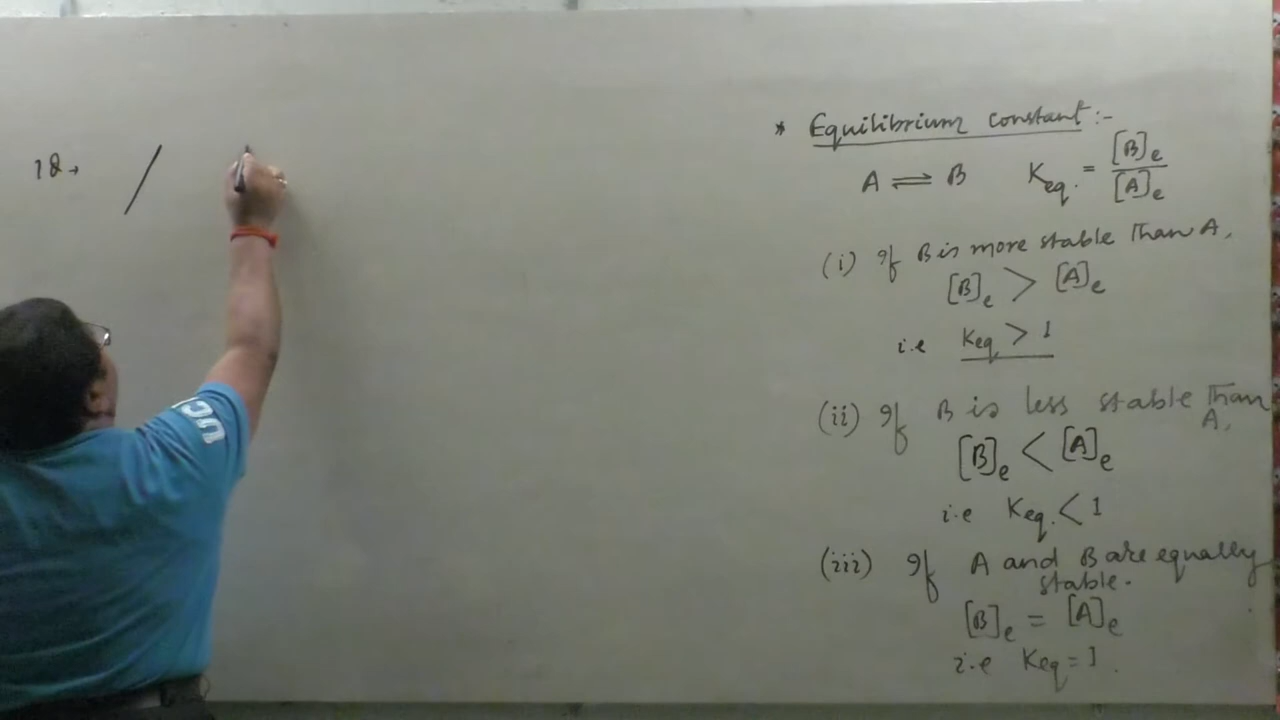 18.
* Equilibrium constant :-
A ⇌ B Keq. = [B]e / [A]e
(i) If B is more stable than A,
[B]e > [A]e
i.e Keq > 1
(ii) If B is less stable than
A,
[B]e < [A]e
i.e Keq. < 1
(iii) If A and B are equally
stable.
[B]e = [A]e
i.e Keq = 1.